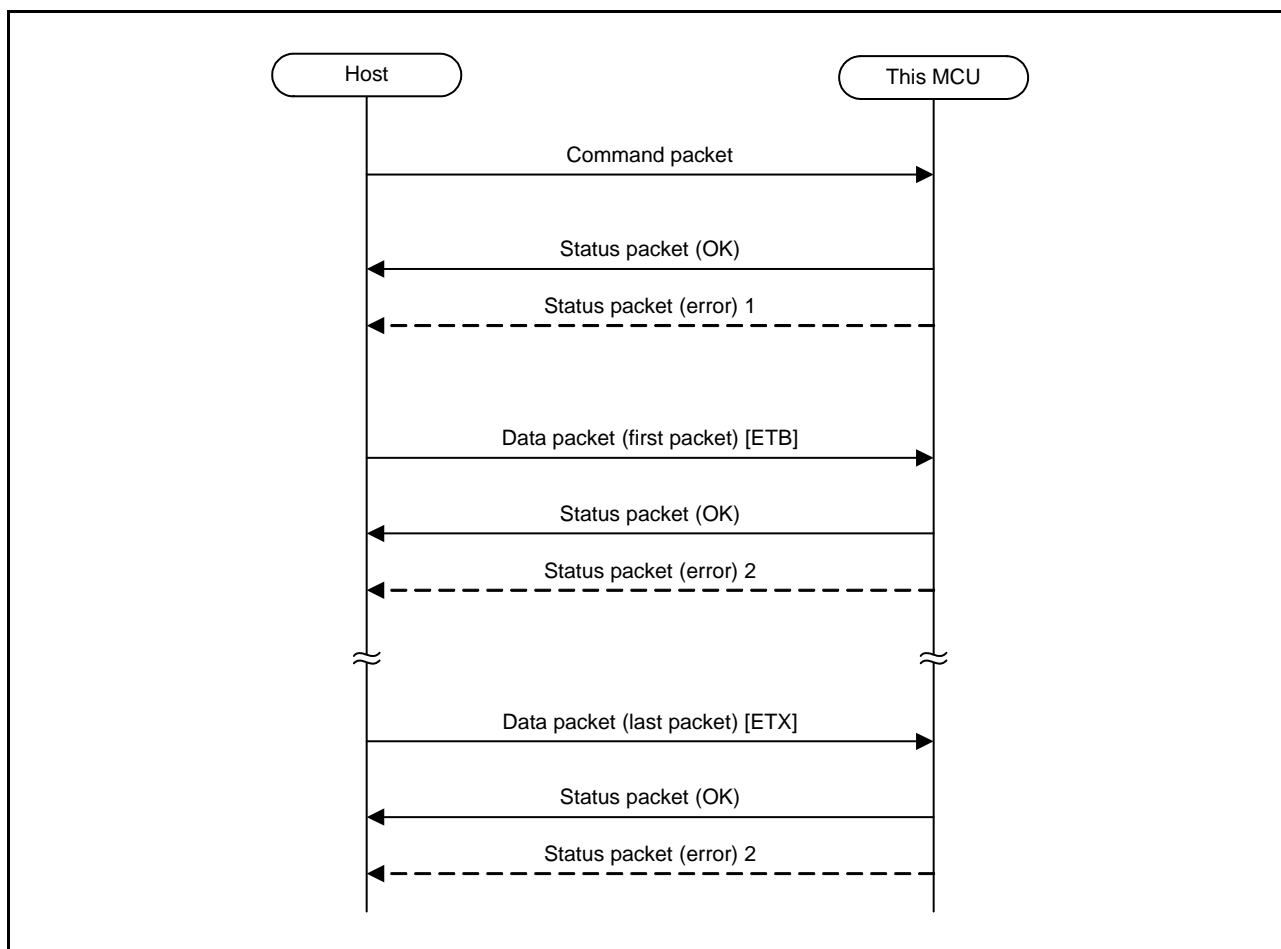 Host
This MCU
Command packet
Status packet (OK)
Status packet (error) 1
Data packet (first packet) [ETB]
Status packet (OK)
Status packet (error) 2
Data packet (last packet) [ETX]
Status packet (OK)
Status packet (error) 2